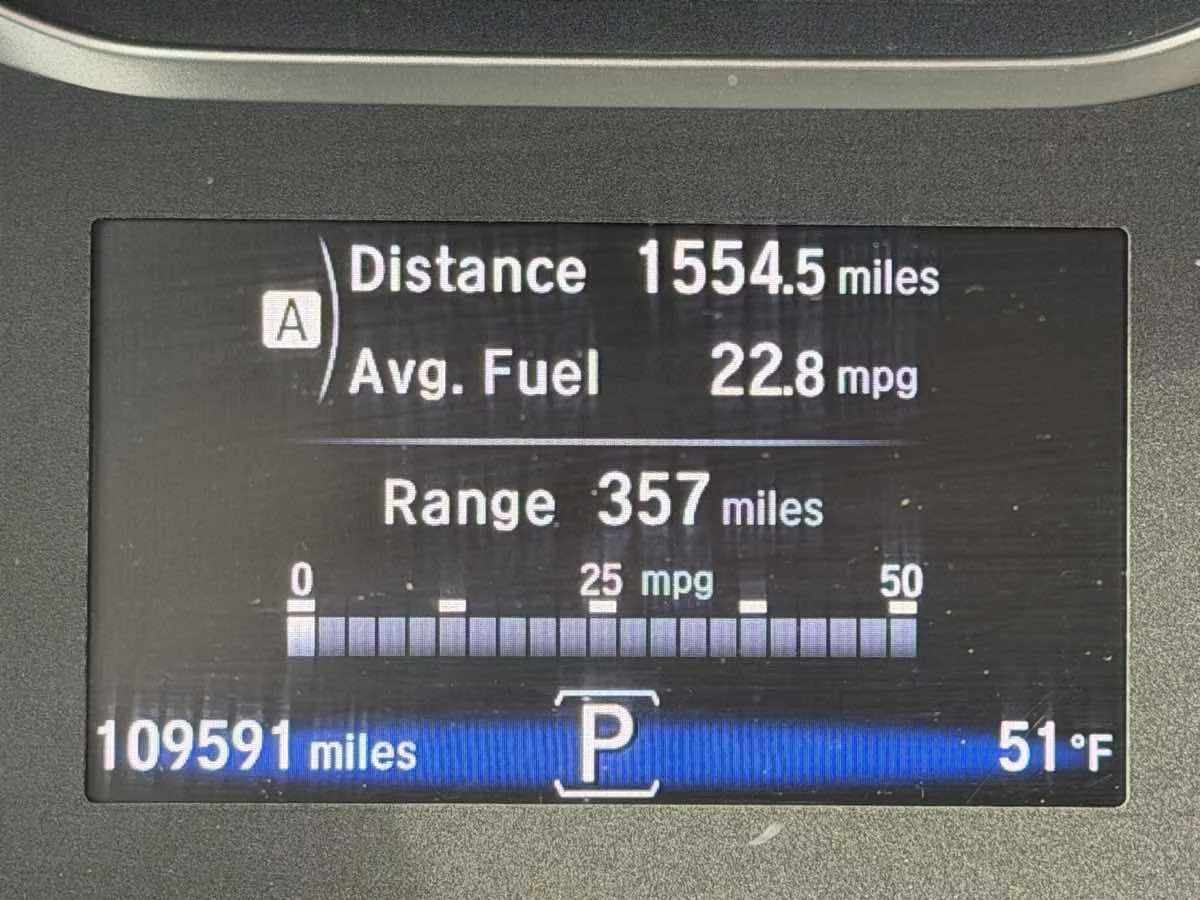 A
Distance 1554.5 miles
Avg. Fuel 22.8 mpg
Range 357 miles
0 25 mpg 50
109591 miles P 51 °F